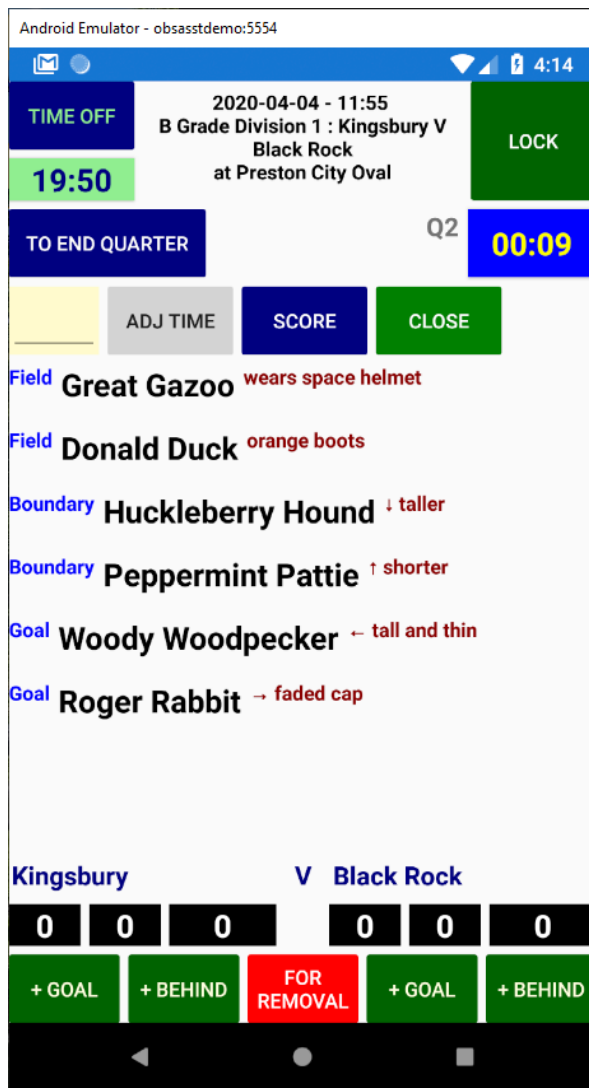 Android Emulator - obsasstdemo:5554
4:14
TIME OFF
2020-04-04 - 11:55
B Grade Division 1 : Kingsbury V
Black Rock
at Preston City Oval
LOCK
19:50
TO END QUARTER
Q2
00:09
ADJ TIME
SCORE
CLOSE
Field Great Gazoo wears space helmet
Field Donald Duck orange boots
Boundary Huckleberry Hound ↓ taller
Boundary Peppermint Pattie ↑ shorter
Goal Woody Woodpecker ← tall and thin
Goal Roger Rabbit → faded cap
Kingsbury V Black Rock
0 0 0 0 0 0
+ GOAL
+ BEHIND
FOR
REMOVAL
+ GOAL
+ BEHIND